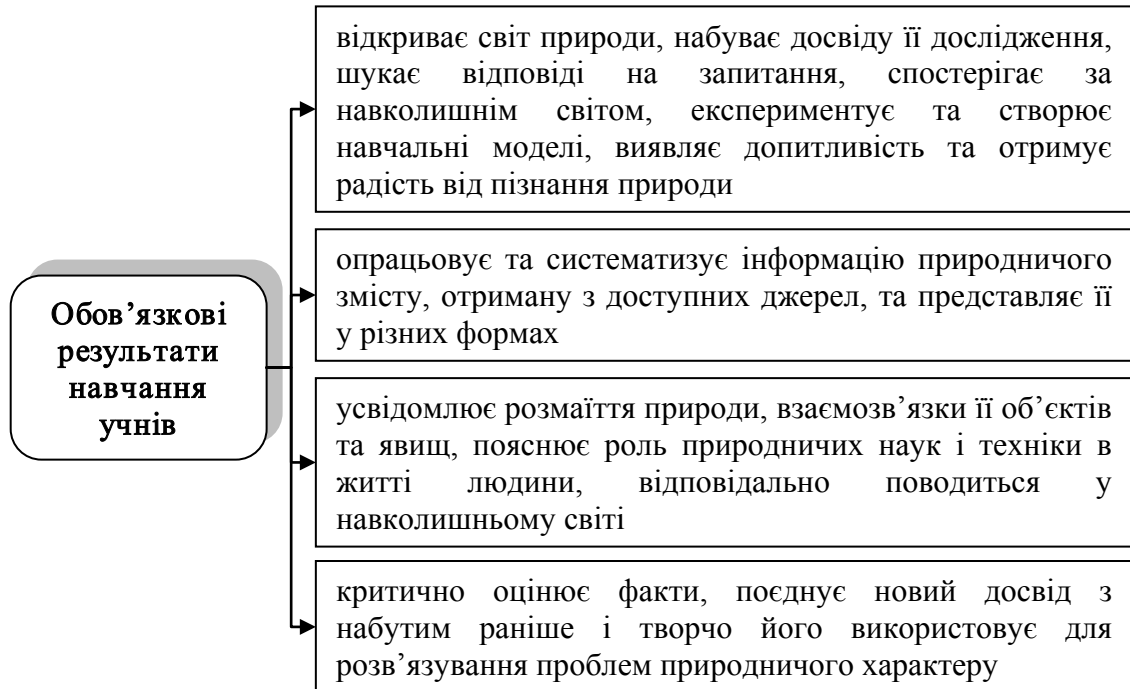 відкриває світ природи, набуває досвіду її дослідження,
шукає відповіді на запитання, спостерігає за
навколишнім світом, експериментує та створює
навчальні моделі, виявляє допитливість та отримує
радість від пізнання природи
Обов’язкові
результати
навчання
учнів
опрацьовує та систематизує інформацію природничого
змісту, отриману з доступних джерел, та представляє її
у різних формах
усвідомлює розмаїття природи, взаємозв’язки її об’єктів
та явищ, пояснює роль природничих наук і техніки в
житті людини, відповідально поводиться у
навколишньому світі
критично оцінює факти, поєднує новий досвід з
набутим раніше і творчо його використовує для
розв’язування проблем природничого характеру